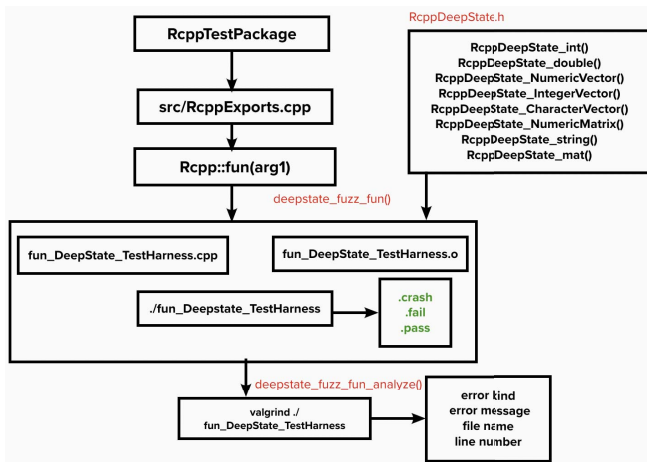 RcppTestPackage
src/RcppExports.cpp
Rcpp::fun(arg1)
RcppDeepState.h
RcppDeepState_int()
RcppDeepState_double()
RcppDeepState_NumericVector()
RcppDeepState_IntegerVector()
RcppDeepState_CharacterVector()
RcppDeepState_NumericMatrix()
RcppDeepState_string()
RcppDeepState_mat()
deepstate_fuzz_fun()
fun_DeepState_TestHarness.cpp
fun_DeepState_TestHarness.o
./fun_Deepstate_TestHarness
.crash
.fail
.pass
deepstate_fuzz_fun_analyze()
valgrind ./
fun_DeepState_TestHarness
error kind
error message
file name
line number